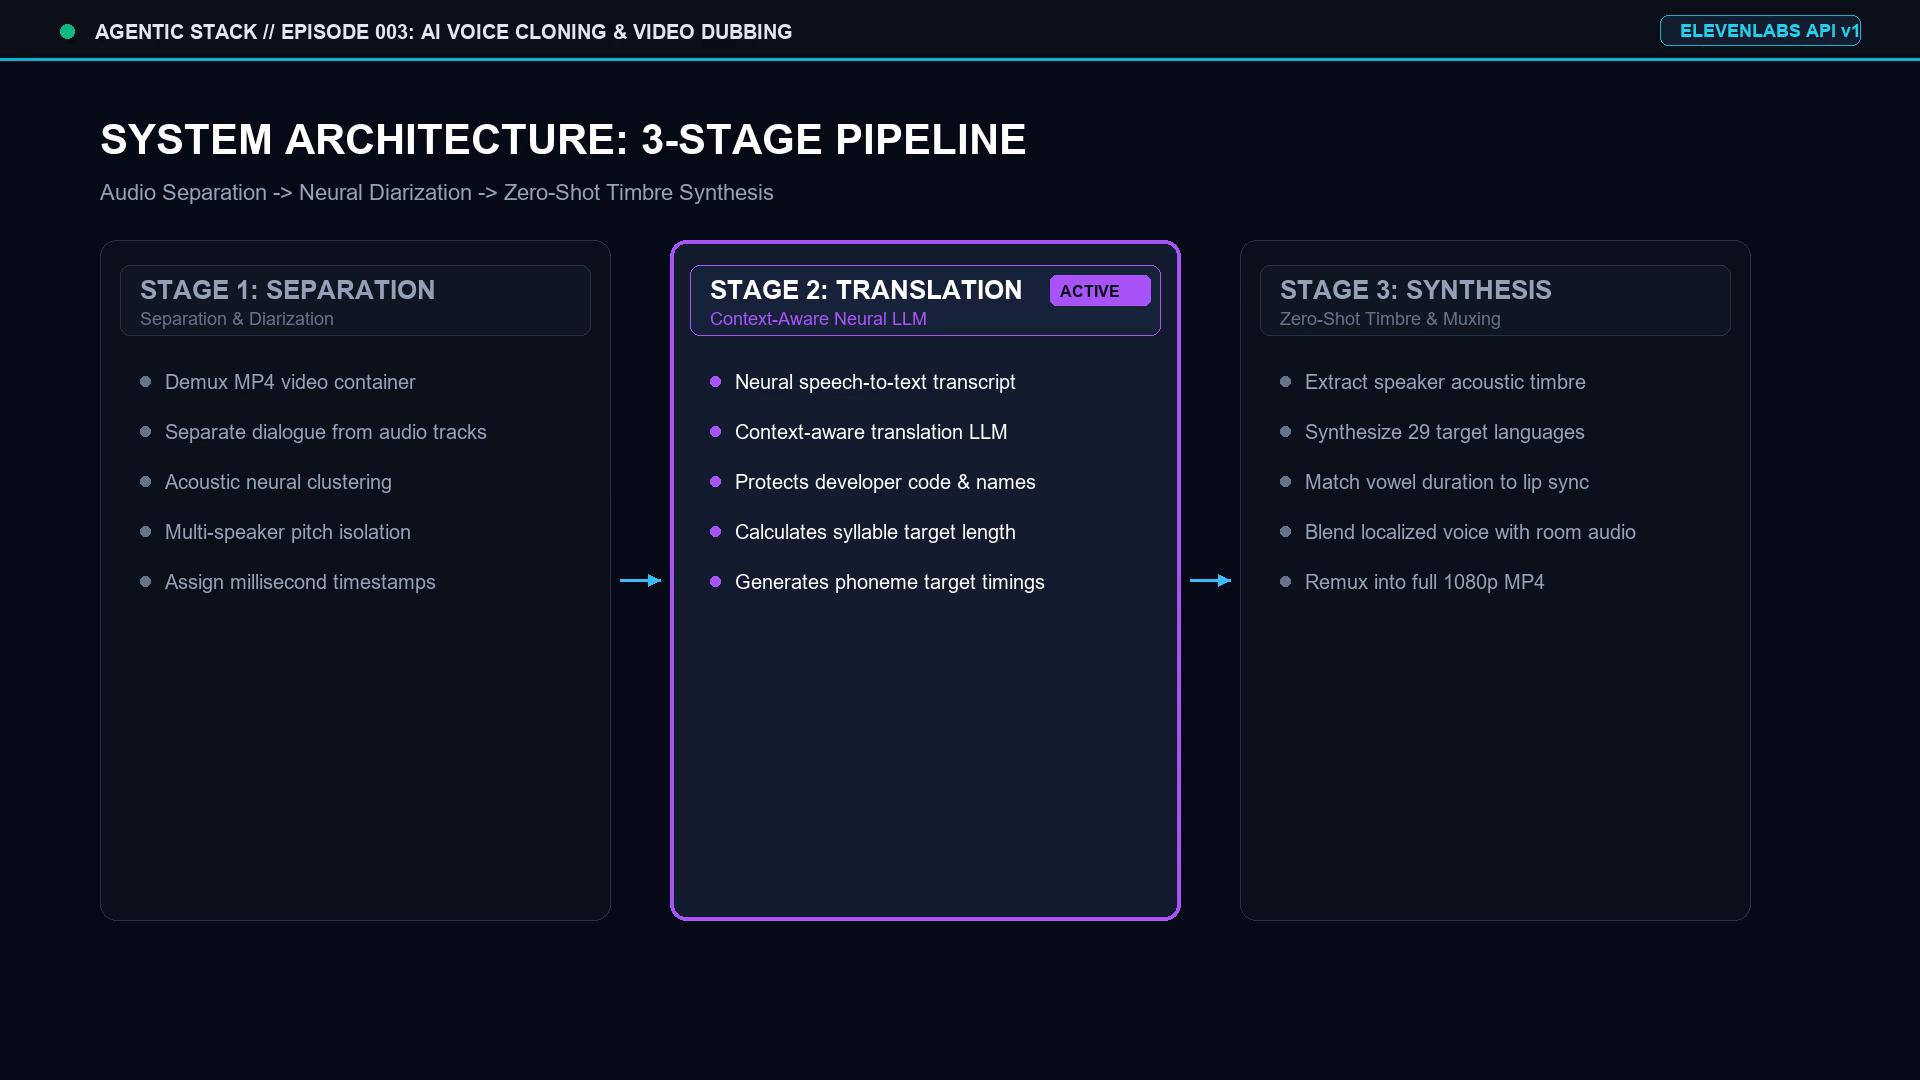 AGENTIC STACK // EPISODE 003: AI VOICE CLONING & VIDEO DUBBING
ELEVENLABS API v1
SYSTEM ARCHITECTURE: 3-STAGE PIPELINE
Audio Separation -> Neural Diarization -> Zero-Shot Timbre Synthesis
STAGE 1: SEPARATION
Separation & Diarization
Demux MP4 video container
Separate dialogue from audio tracks
Acoustic neural clustering
Multi-speaker pitch isolation
Assign millisecond timestamps
STAGE 2: TRANSLATION
ACTIVE
Context-Aware Neural LLM
Neural speech-to-text transcript
Context-aware translation LLM
Protects developer code & names
Calculates syllable target length
Generates phoneme target timings
STAGE 3: SYNTHESIS
Zero-Shot Timbre & Muxing
Extract speaker acoustic timbre
Synthesize 29 target languages
Match vowel duration to lip sync
Blend localized voice with room audio
Remux into full 1080p MP4